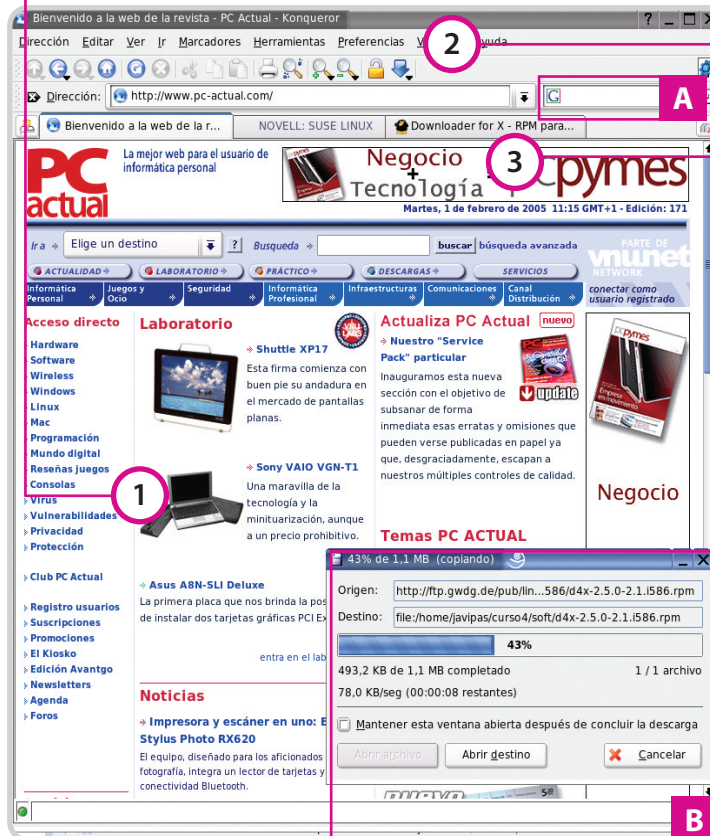 Bienvenido a la web de la revista - PC Actual - Konqueror
Dirección Editar Ver Ir Marcadores Herramientas Preferencias V yuda
2
Dirección: http://www.pc-actual.com/
G
A
Bienvenido a la web de la r...
NOVELL: SUSE LINUX
Downloader for X - RPM para...
3
PC actual
La mejor web para el usuario de
informática personal
Negocio
+
Tecnología
pcpymes
Martes, 1 de febrero de 2005 11:15 GMT+1 - Edición: 171
Ir a Elige un destino ? Busqueda buscar búsqueda avanzada
PARTE DE
vnunet
NETWORK
ACTUALIDAD LABORATORIO PRÁCTICO DESCARGAS SERVICIOS
Informática Personal
Juegos y Ocio
Seguridad
Informática Profesional
Infraestructuras
Comunicaciones
Canal Distribución
conectar como
usuario registrado
Acceso directo
Hardware
Software
Wireless
Windows
Linux
Mac
Programación
Mundo digital
Reseñas juegos
Consolas
Virus
Vulnerabilidades
Privacidad
Protección
Club PC Actual
Registro usuarios
Suscripciones
Promociones
El Kiosko
Edición Avantgo
Newsletters
Agenda
Foros
1
Laboratorio
VNU LABS
Shuttle XP17
Esta firma comienza con
buen pie su andadura en
el mercado de pantallas
planas.
Sony VAIO VGN-T1
Una maravilla de la
tecnología y la
minituarización, aunque
a un precio prohibitivo.
Asus A8N-SLI Deluxe
La primera placa que nos brinda la pos
de instalar dos tarjetas gráficas PCI Ex
entra en el lab
Noticias
Impresora y escáner en uno: E
Stylus Photo RX620
El equipo, diseñado para los aficionados
fotografía, integra un lector de tarjetas y
conectividad Bluetooth.
Actualiza PC Actual nuevo
Nuestro "Service
Pack" particular
Inauguramos esta nueva
sección con el objetivo de
subsanar de forma
inmediata esas erratas y omisiones que
pueden verse publicadas en papel ya
que, desgraciadamente, escapan a
nuestros múltiples controles de calidad.
update
Temas PC ACTUAL
pcpymes
Empresa
en movimiento
Negocio
43% de 1,1 MB (copiando)
Origen: http://ftp.gwdg.de/pub/lin...586/d4x-2.5.0-2.1.i586.rpm
Destino: file:/home/javipas/curso4/soft/d4x-2.5.0-2.1.i586.rpm
43%
493,2 KB de 1,1 MB completado 1 / 1 archivo
78,0 KB/seg (00:00:08 restantes)
Mantener esta ventana abierta después de concluir la descarga
Abrir archivo Abrir destino Cancelar
B